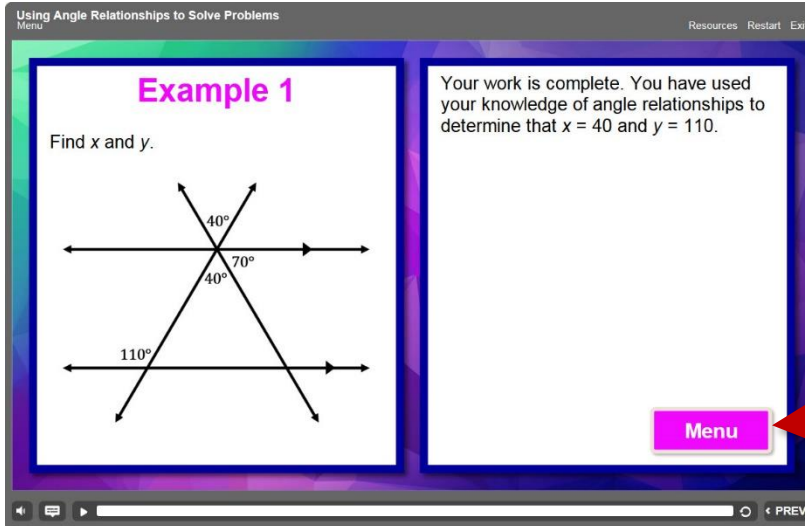 Using Angle Relationships to Solve Problems
Menu
Resources Restart
Example 1
Find x and y.
40°
70°
40°
110°
Your work is complete. You have used
your knowledge of angle relationships to
determine that x = 40 and y = 110.
Menu
< PREV